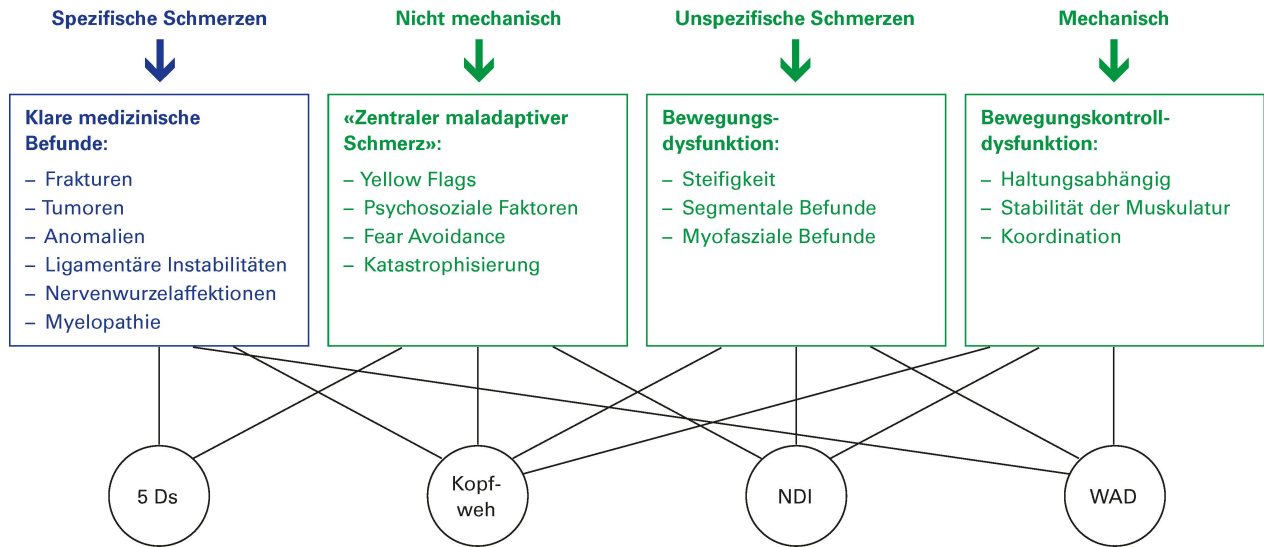 Spezifische Schmerzen
Nicht mechanisch
Unspezifische Schmerzen
Mechanisch
Klare medizinische
Befunde:
– Frakturen
– Tumoren
– Anomalien
– Ligamentäre Instabilitäten
– Nervenwurzelaffektionen
– Myelopathie
«Zentraler maladaptiver
Schmerz»:
– Yellow Flags
– Psychosoziale Faktoren
– Fear Avoidance
– Katastrophisierung
Bewegungs-
dysfunktion:
– Steifigkeit
– Segmentale Befunde
– Myofasziale Befunde
Bewegungskontroll-
dysfunktion:
– Haltungsabhängig
– Stabilität der Muskulatur
– Koordination
5 Ds
Kopf-
weh
NDI
WAD